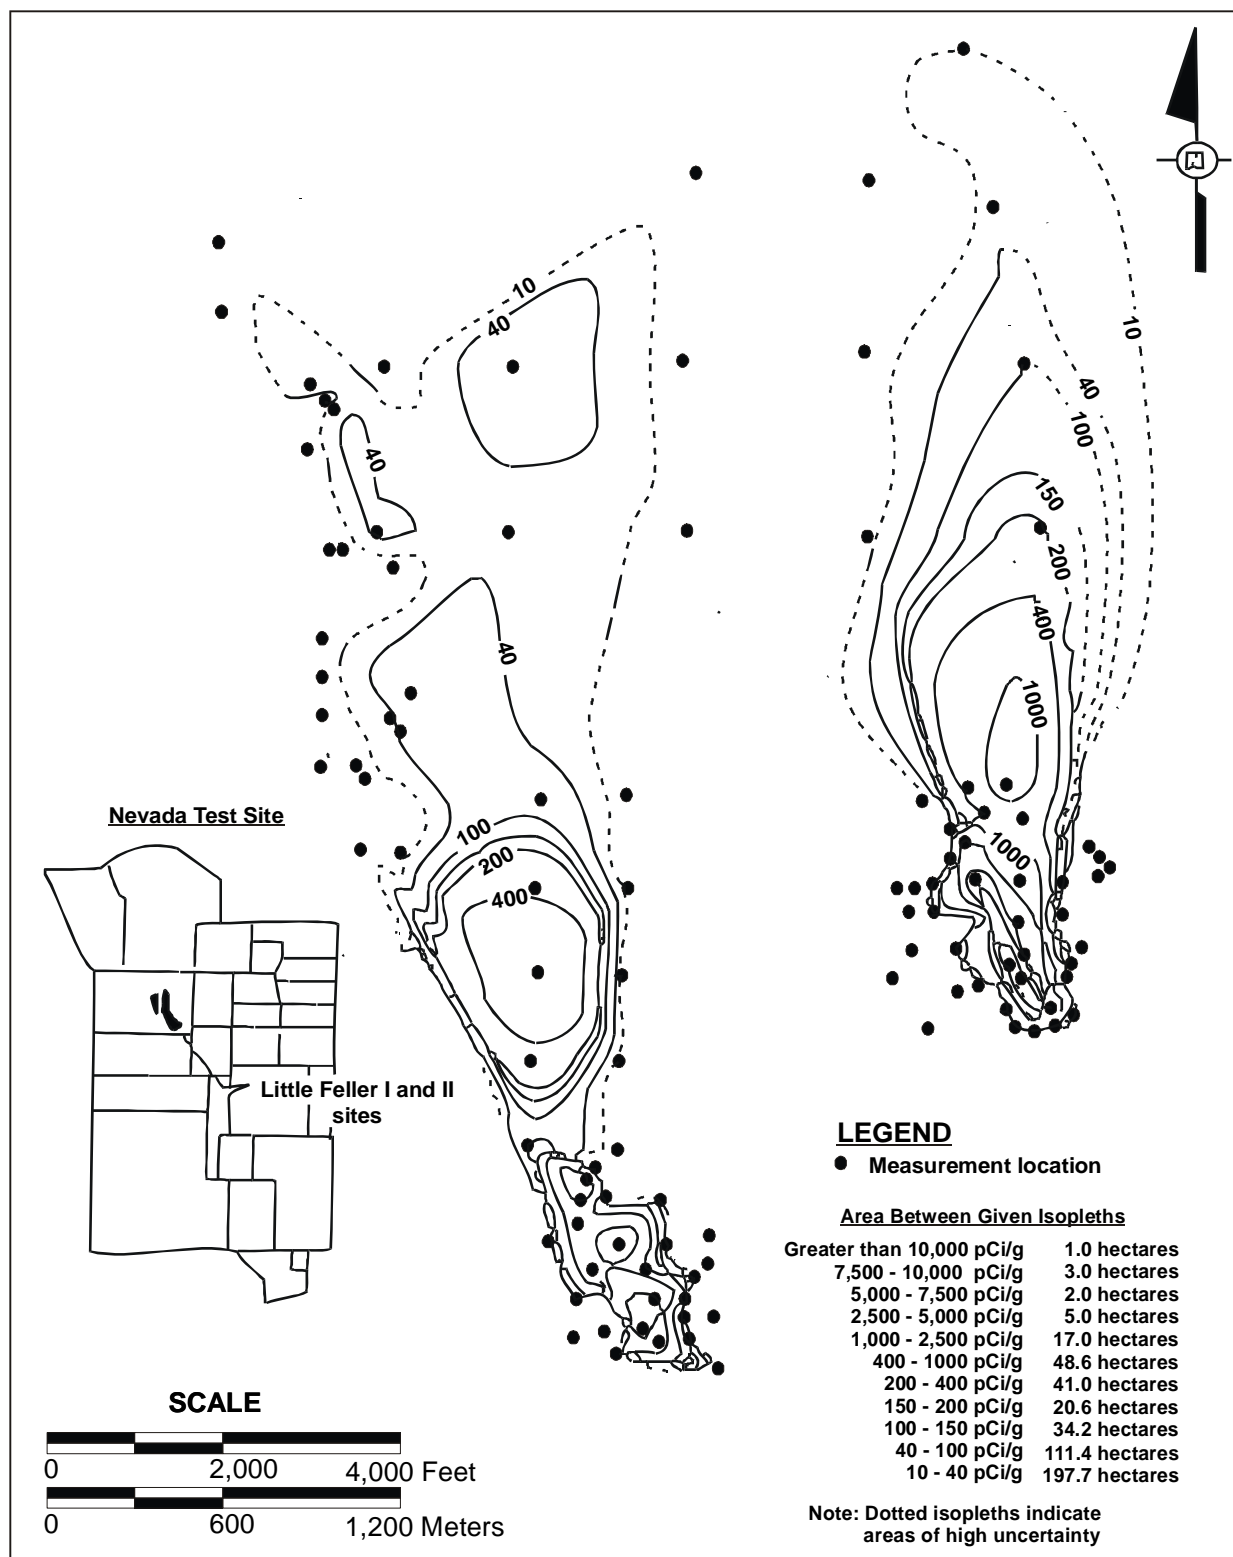 10
40
10
40
40
100
150
200
400
1000
1000
40
40
100
200
400
Nevada Test Site
Little Feller I and II
sites
LEGEND
Measurement location
Area Between Given Isopleths
Greater than 10,000 pCi/g 1.0 hectares
7,500 - 10,000 pCi/g 3.0 hectares
5,000 - 7,500 pCi/g 2.0 hectares
2,500 - 5,000 pCi/g 5.0 hectares
1,000 - 2,500 pCi/g 17.0 hectares
400 - 1000 pCi/g 48.6 hectares
200 - 400 pCi/g 41.0 hectares
150 - 200 pCi/g 20.6 hectares
100 - 150 pCi/g 34.2 hectares
40 - 100 pCi/g 111.4 hectares
10 - 40 pCi/g 197.7 hectares
Note: Dotted isopleths indicate
areas of high uncertainty
SCALE
0 2,000 4,000 Feet
0 600 1,200 Meters
N